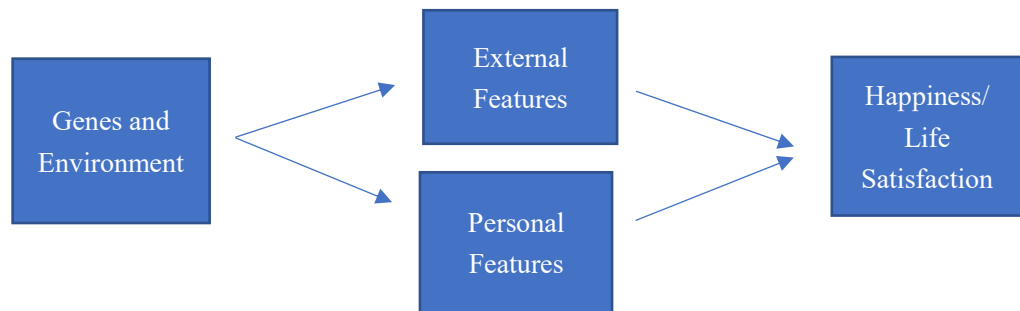 Genes and
Environment
External
Features
Personal
Features
Happiness/
Life
Satisfaction